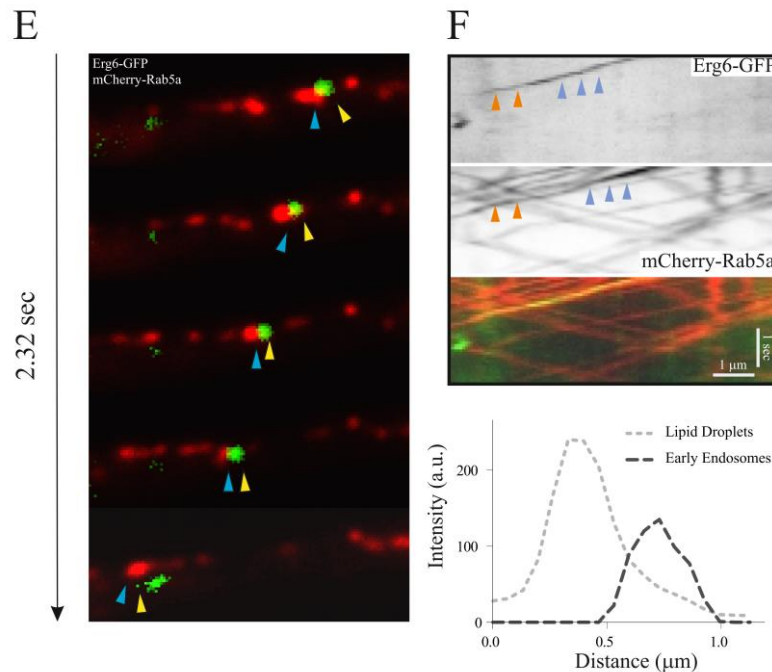 E
Erg6-GFP
mCherry-Rab5a
2.32 sec
F
Erg6-GFP
mCherry-Rab5a
1 sec
1 µm
Lipid Droplets
Early Endosomes
Intensity (a.u.)
200
100
0
0.0 0.5 1.0
Distance (µm)